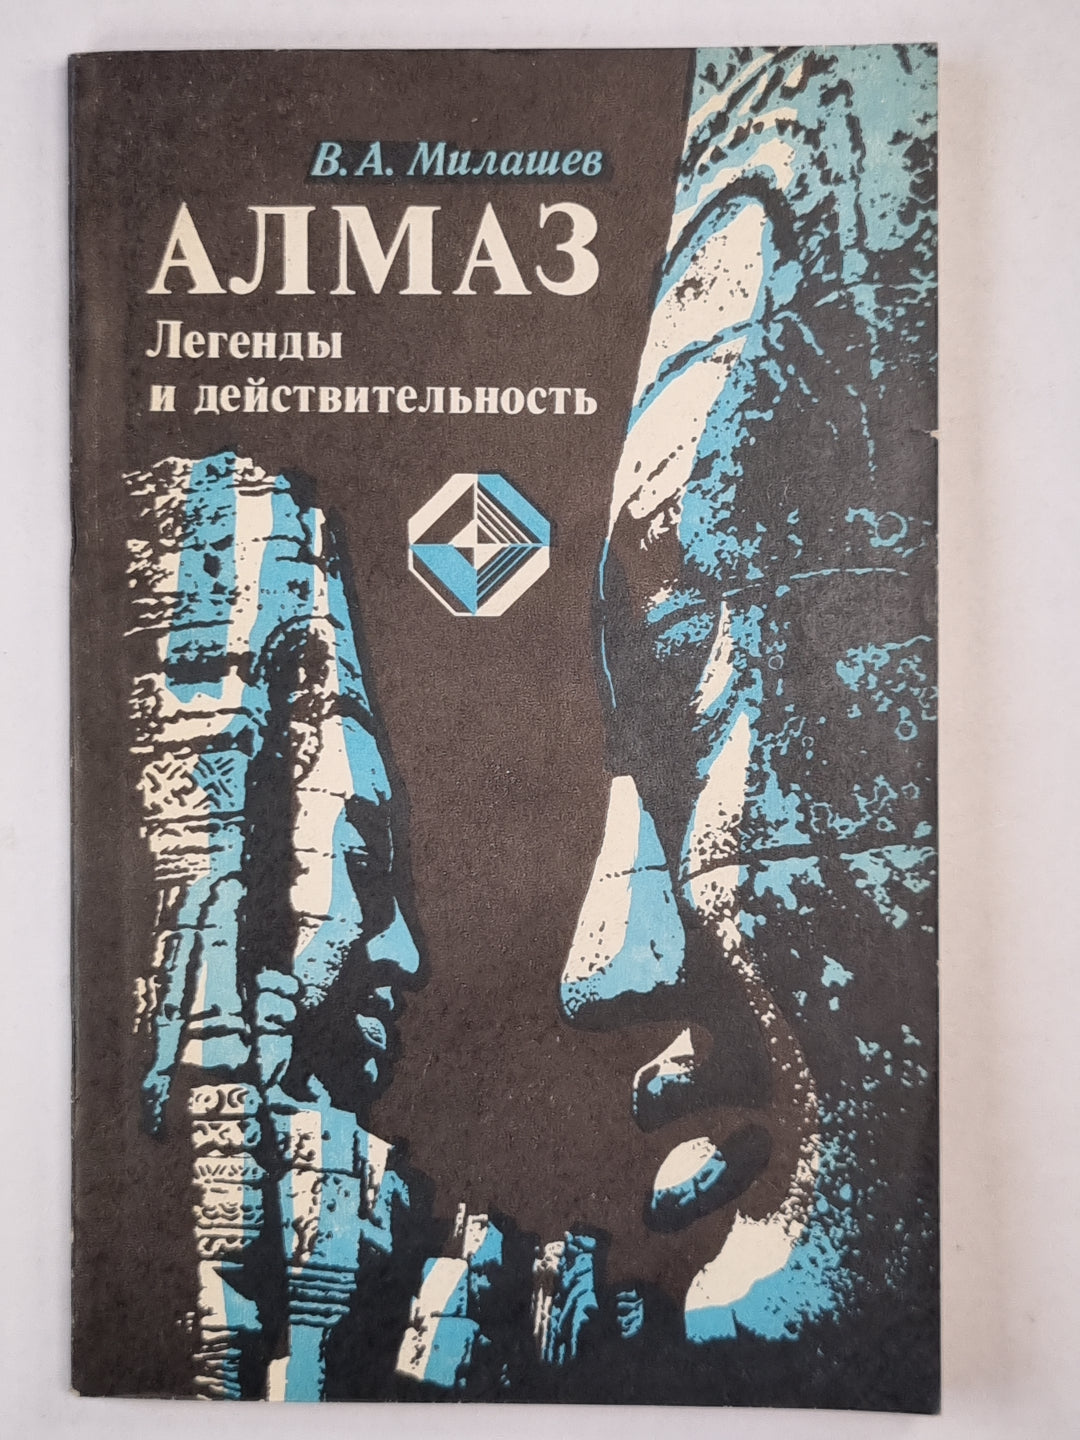 В. А. Милашев
АЛМАЗ
Легенды
и действительность